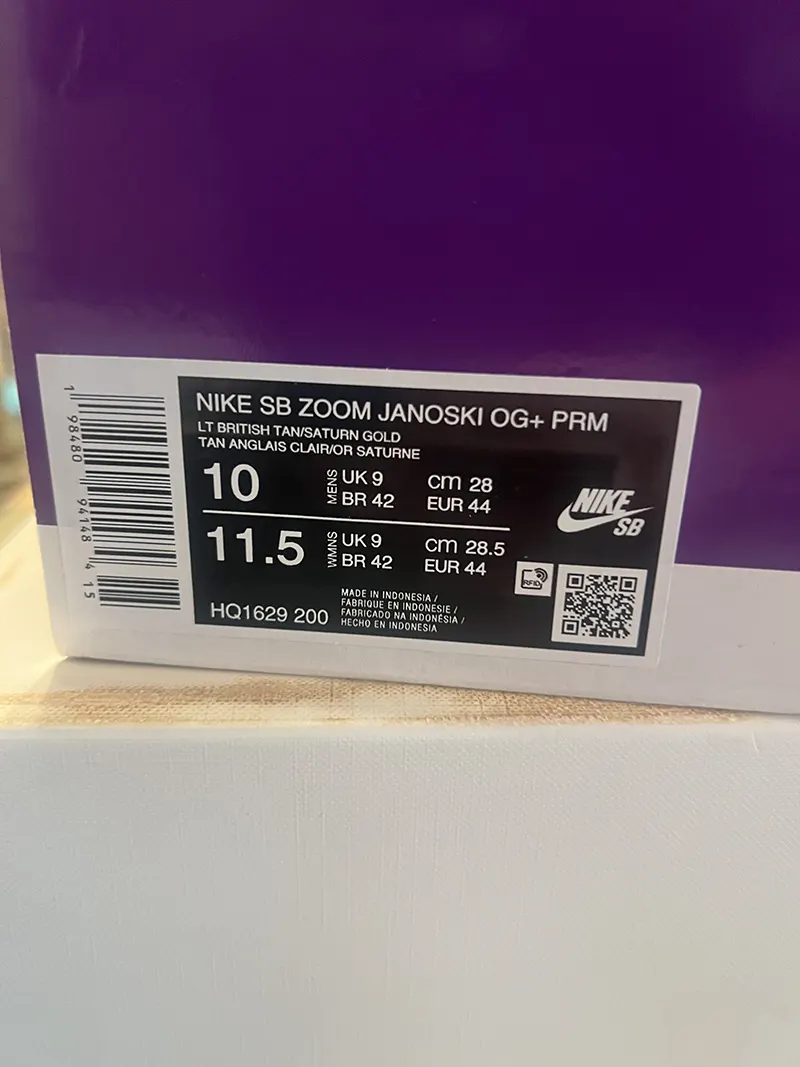 NIKE SB ZOOM JANOSKI OG+ PRM
LT BRITISH TAN/SATURN GOLD
TAN ANGLAIS CLAIR/OR SATURNE
10 MENS UK 9 cm 28
BR 42 EUR 44
11.5 WMNS UK 9 cm 28.5
BR 42 EUR 44
NIKE
SB
RFID
HQ1629 200
MADE IN INDONESIA /
FABRIQUE EN INDONESIE /
FABRICADO NA INDONÉSIA /
HECHO EN INDONESIA
1 98480 94148 4 15